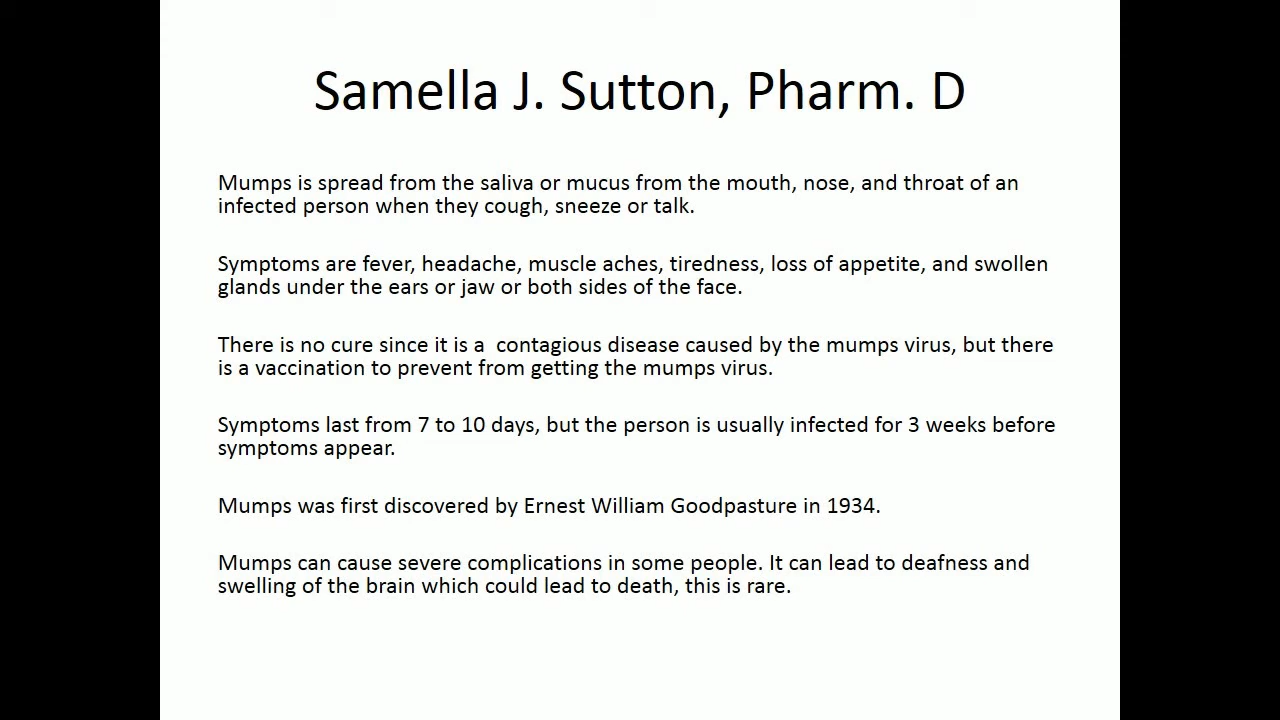 Samella J. Sutton, Pharm. D
Mumps is spread from the saliva or mucus from the mouth, nose, and throat of an
infected person when they cough, sneeze or talk.
Symptoms are fever, headache, muscle aches, tiredness, loss of appetite, and swollen
glands under the ears or jaw or both sides of the face.
There is no cure since it is a  contagious disease caused by the mumps virus, but there
is a vaccination to prevent from getting the mumps virus.
Symptoms last from 7 to 10 days, but the person is usually infected for 3 weeks before
symptoms appear.
Mumps was first discovered by Ernest William Goodpasture in 1934.
Mumps can cause severe complications in some people. It can lead to deafness and
swelling of the brain which could lead to death, this is rare.